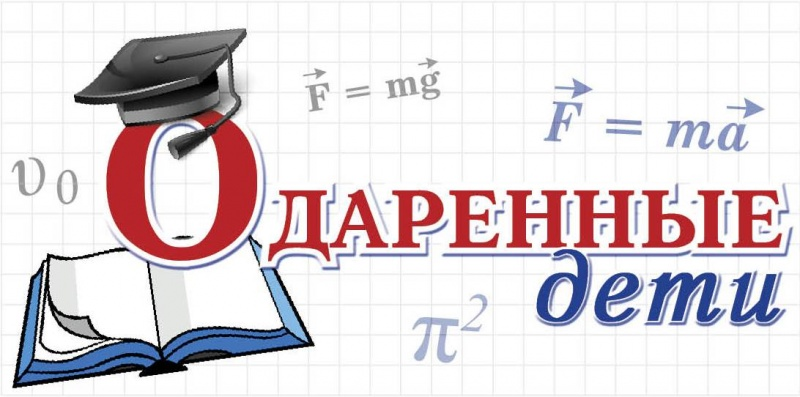 F⃗ = mg⃗
F⃗ = ma⃗
υ₀
ОДАРЕННЫЕ
дети
π²